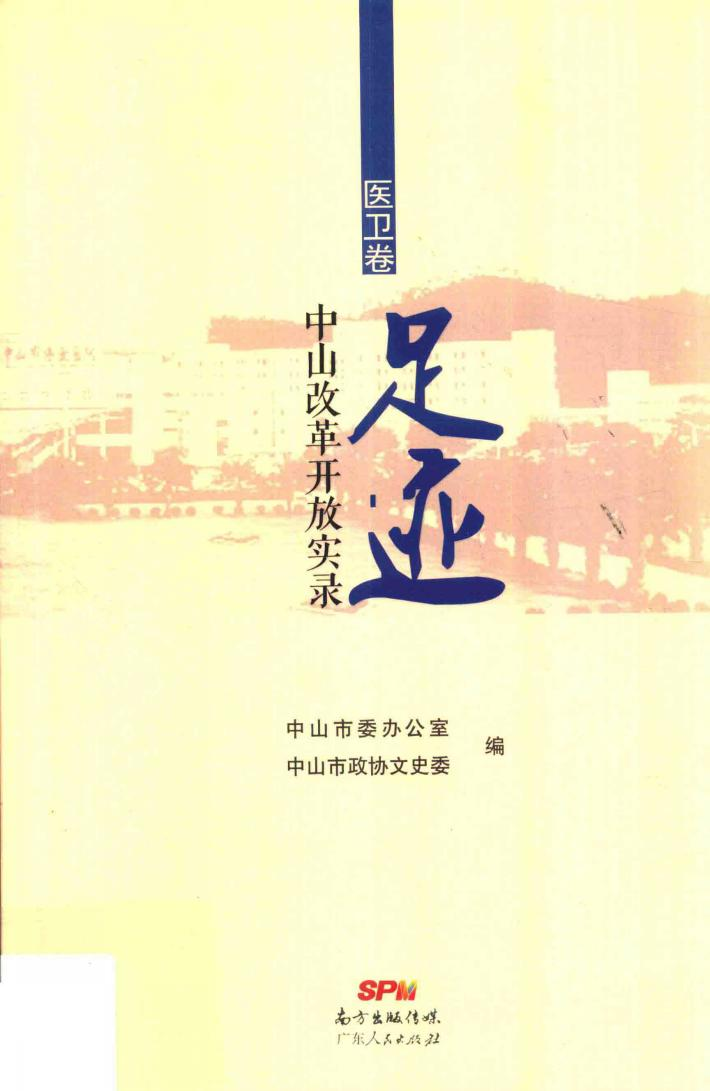 医卫卷
足迹
中山改革开放实录
中山市委办公室
中山市政协文史委
编
SPM
南方出版传媒
广东人民出版社